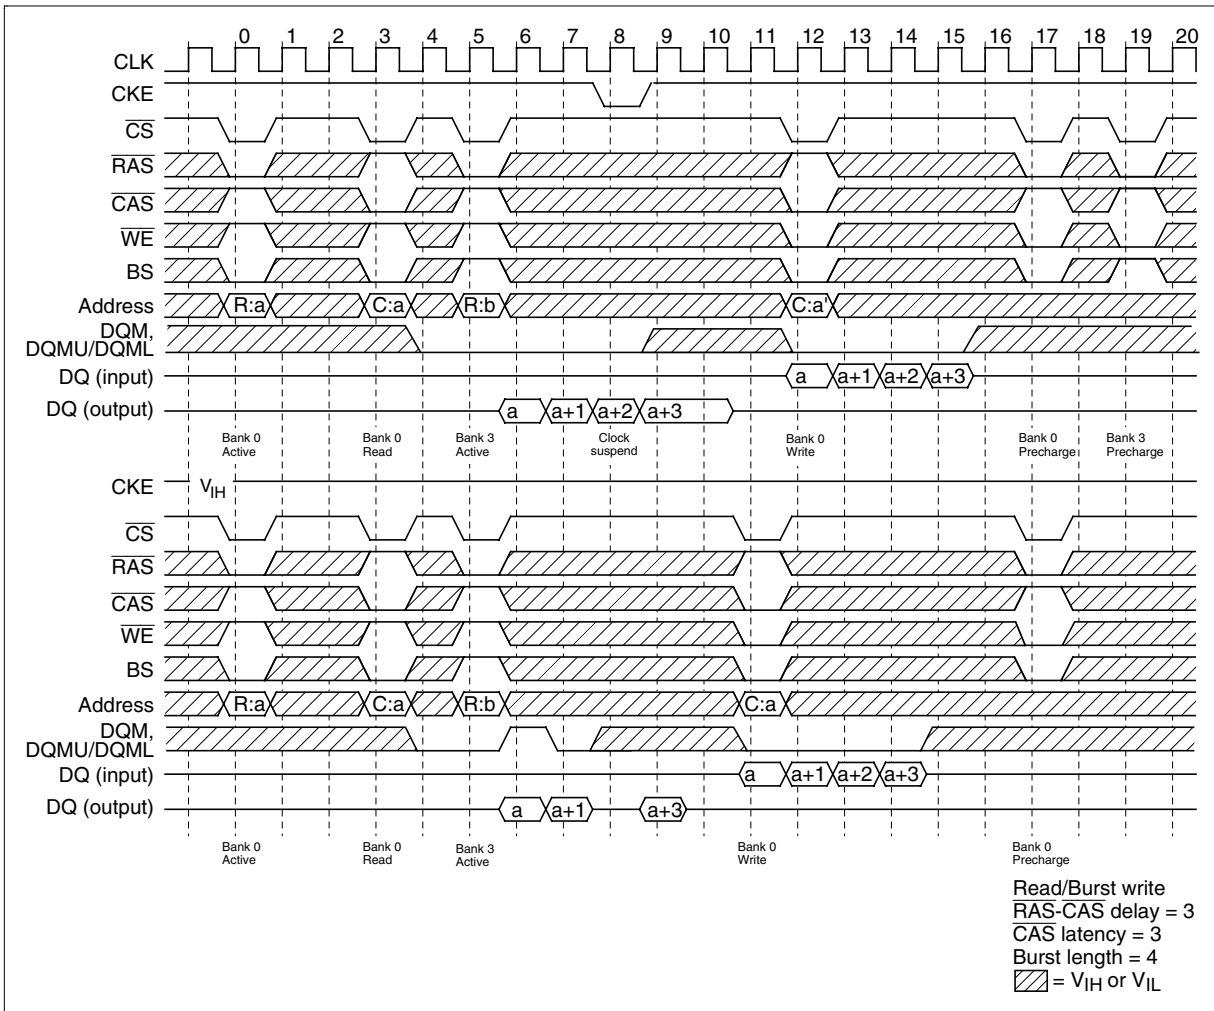 0 1 2 3 4 5 6 7 8 9 10 11 12 13 14 15 16 17 18 19 20
CLK
CKE
CS
RAS
CAS
WE
BS
Address R:a C:a R:b C:a'
DQM,
DQMU/DQML
DQ (input) a a+1 a+2 a+3
DQ (output) a a+1 a+2 a+3
Bank 0 Active
Bank 0 Read
Bank 3 Active
Clock suspend
Bank 0 Write
Bank 0 Precharge
Bank 3 Precharge
CKE VIH
CS
RAS
CAS
WE
BS
Address R:a C:a R:b C:a
DQM,
DQMU/DQML
DQ (input) a a+1 a+2 a+3
DQ (output) a a+1 a+3
Bank 0 Active
Bank 0 Read
Bank 3 Active
Bank 0 Write
Bank 0 Precharge
Read/Burst write
RAS-CAS delay = 3
CAS latency = 3
Burst length = 4
= VIH or VIL